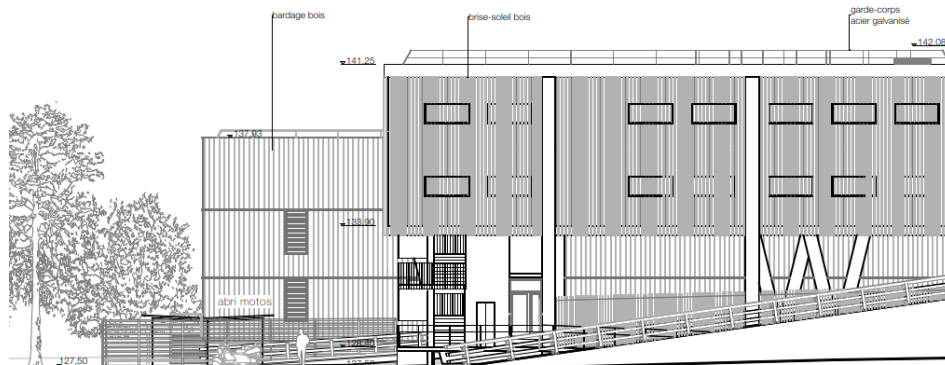 bardage bois
brise-soleil bois
garde-corps
acier galvanisé
142.08
141,25
137,93
133,90
abri motos
127,50